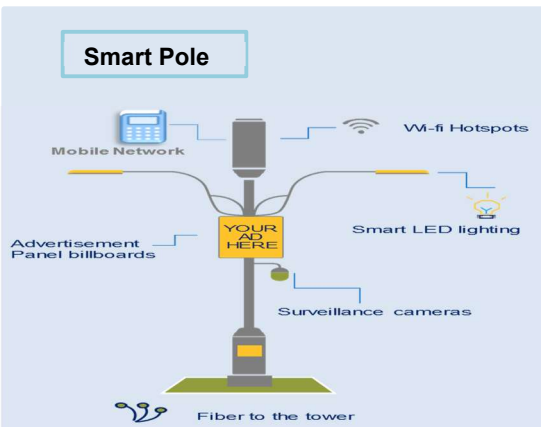 Smart Pole
Mobile Network
Wi-fi Hotspots
YOUR
AD
HERE
Smart LED lighting
Advertisement
Panel billboards
Surveillance cameras
Fiber to the tower